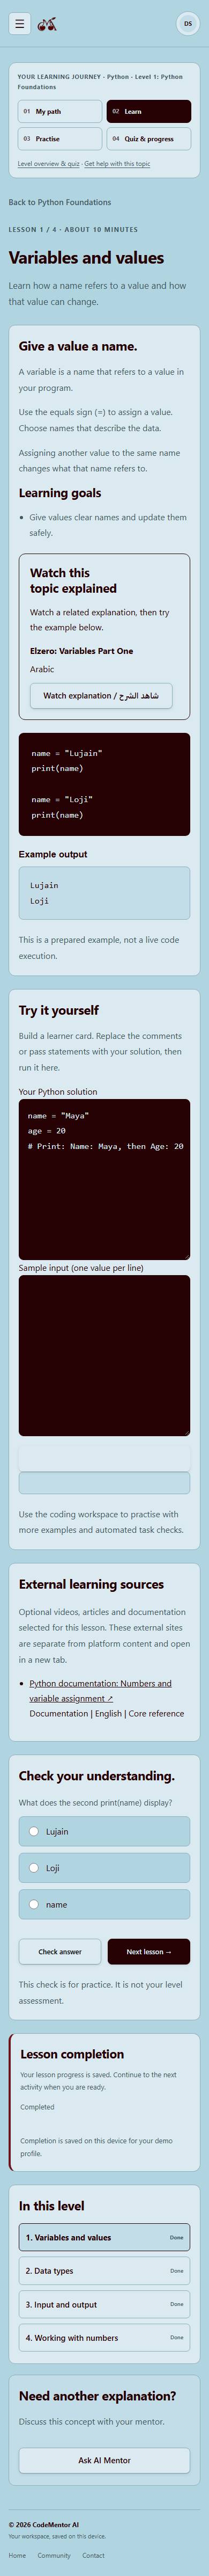 DS
YOUR LEARNING JOURNEY · Python · Level 1: Python
Foundations
01 My path
02 Learn
03 Practise
04 Quiz & progress
Level overview & quiz · Get help with this topic
Back to Python Foundations
LESSON 1 / 4 · ABOUT 10 MINUTES
Variables and values
Learn how a name refers to a value and how
that value can change.
Give a value a name.
A variable is a name that refers to a value in
your program.
Use the equals sign (=) to assign a value.
Choose names that describe the data.
Assigning another value to the same name
changes what that name refers to.
Learning goals
• Give values clear names and update them
safely.
Watch this
topic explained
Watch a related explanation, then try
the example below.
Elzero: Variables Part One
Arabic
Watch explanation / شاهد الشرح
name = "Lujain"
print(name)
name = "Loji"
print(name)
Example output
Lujain
Loji
This is a prepared example, not a live code
execution.
Try it yourself
Build a learner card. Replace the comments
or pass statements with your solution, then
run it here.
Your Python solution
name = "Maya"
age = 20
# Print: Name: Maya, then Age: 20
Sample input (one value per line)
Use the coding workspace to practise with
more examples and automated task checks.
External learning sources
Optional videos, articles and documentation
selected for this lesson. These external sites
are separate from platform content and open
in a new tab.
• Python documentation: Numbers and
variable assignment ↗
Documentation | English | Core reference
Check your understanding.
What does the second print(name) display?
Lujain
Loji
name
Check answer
Next lesson →
This check is for practice. It is not your level
assessment.
Lesson completion
Your lesson progress is saved. Continue to the next
activity when you are ready.
Completed
Completion is saved on this device for your demo
profile.
In this level
1. Variables and values Done
2. Data types Done
3. Input and output Done
4. Working with numbers Done
Need another explanation?
Discuss this concept with your mentor.
Ask AI Mentor
© 2026 CodeMentor AI
Your workspace, saved on this device.
Home Community Contact